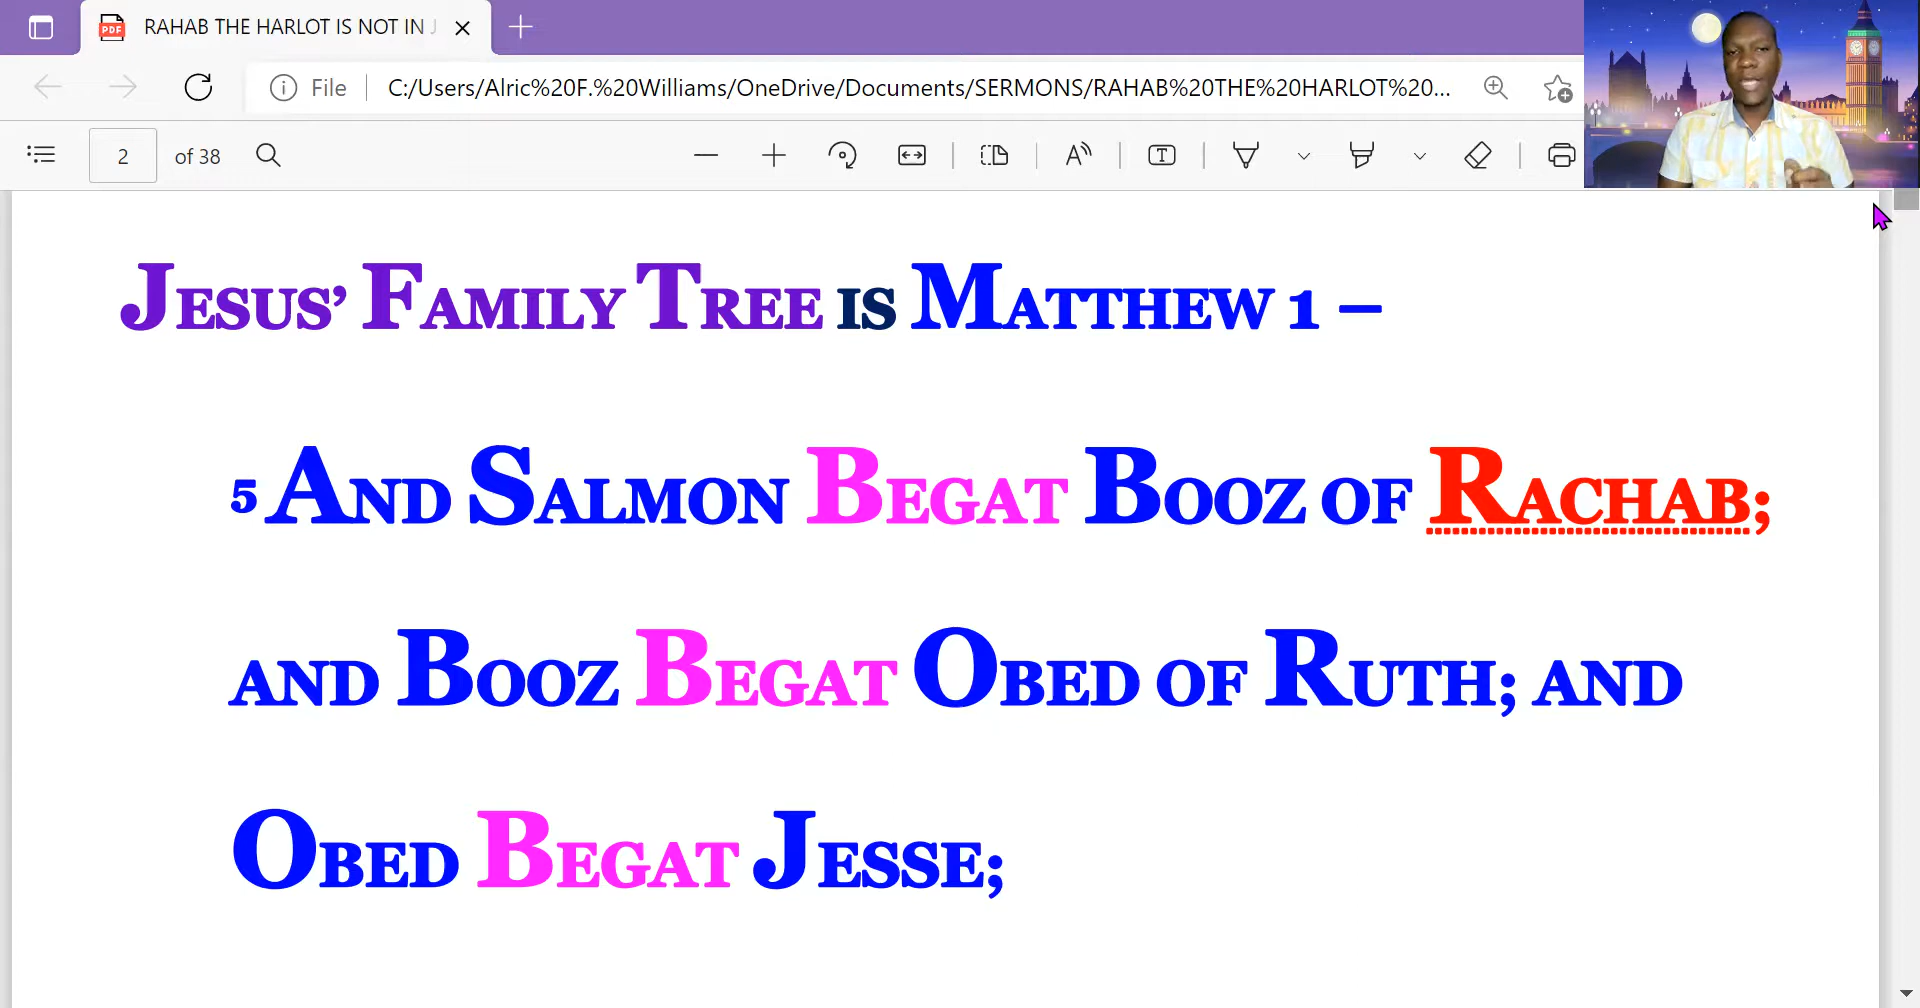 RAHAB THE HARLOT IS NOT IN J
File
C:/Users/Alric%20F.%20Williams/OneDrive/Documents/SERMONS/RAHAB%20THE%20HARLOT%20...
2 of 38
JESUS’ FAMILY TREE IS MATTHEW 1 –
5 AND SALMON BEGAT BOOZ OF RACHAB;
AND BOOZ BEGAT OBED OF RUTH; AND
OBED BEGAT JESSE;